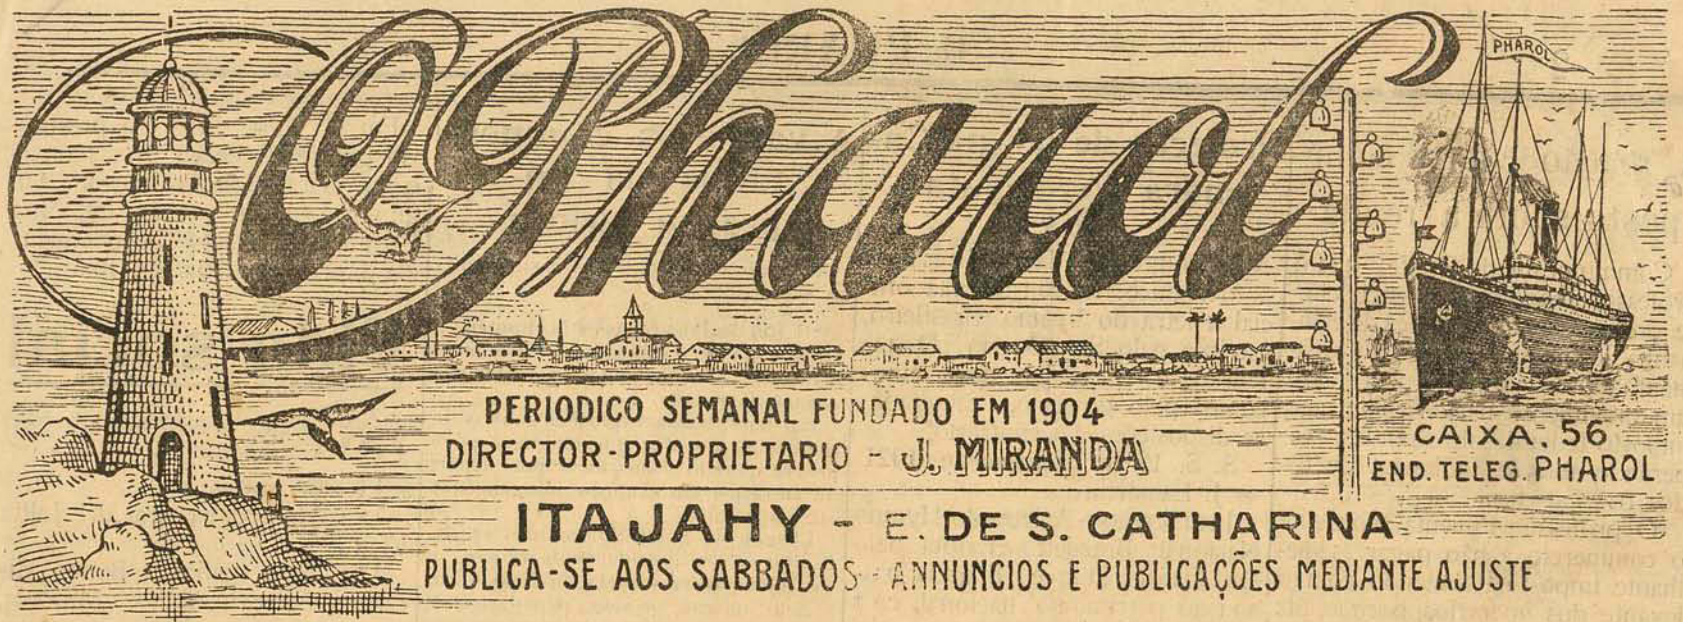 O Pharol
PHAROL
PERIODICO SEMANAL FUNDADO EM 1904
DIRECTOR-PROPRIETARIO - J. MIRANDA
CAIXA. 56
END. TELEG. PHAROL
ITAJAHY - E. DE S. CATHARINA
PUBLICA-SE AOS SABBADOS - ANNUNCIOS E PUBLICAÇÕES MEDIANTE AJUSTE